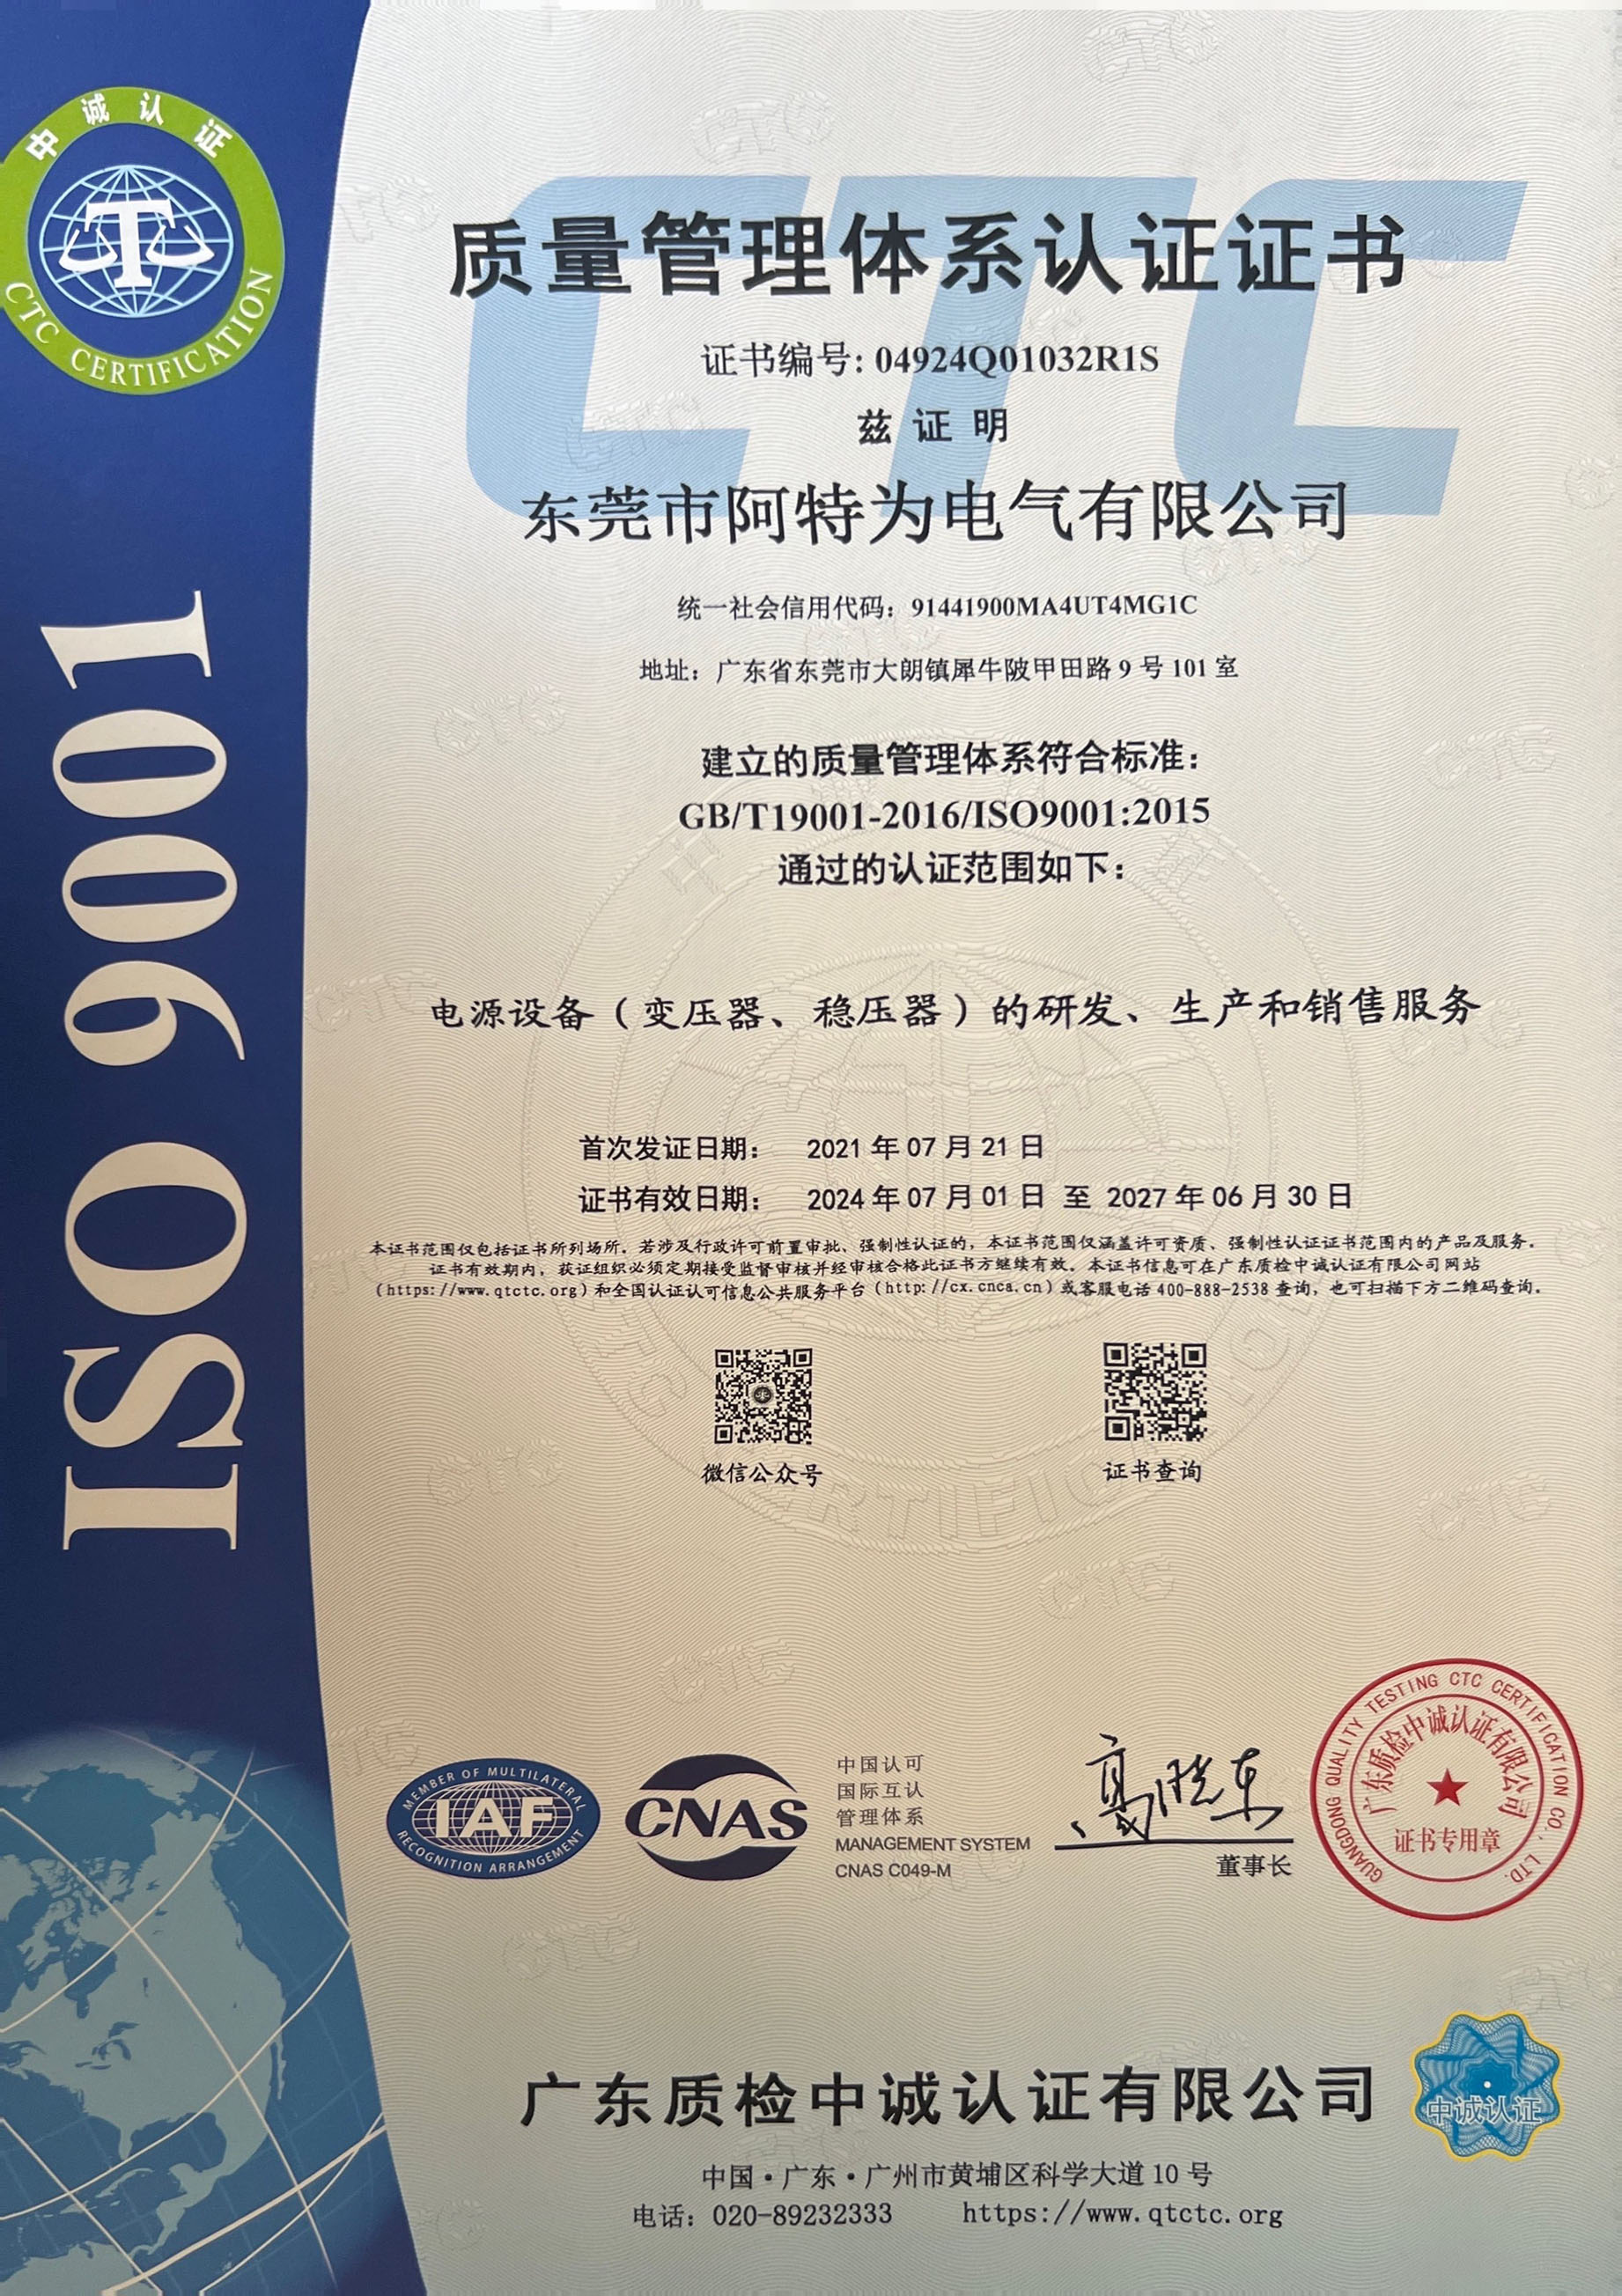 中诚认证
CTC CERTIFICATION
ISO 9001
CTC
质量管理体系认证证书
证书编号: 04924Q01032R1S
兹证明
东莞市阿特为电气有限公司
统一社会信用代码：91441900MA4UT4MG1C
地址：广东省东莞市大朗镇犀牛陂甲田路 9 号 101 室
建立的质量管理体系符合标准：
GB/T19001-2016/ISO9001:2015
通过的认证范围如下：
电源设备（变压器、稳压器）的研发、生产和销售服务
首次发证日期： 2021 年 07 月 21 日
证书有效日期： 2024 年 07 月 01 日 至 2027 年 06 月 30 日
本证书范围仅包括证书所列场所。若涉及行政许可前置审批、强制性认证的，本证书范围仅涵盖许可资质、强制性认证证书范围内的产品及服务。
证书有效期内，获证组织必须定期接受监督审核并经审核合格此证书方继续有效。本证书信息可在广东质检中诚认证有限公司网站
（https://www.qtctc.org）和全国认证认可信息公共服务平台（http://cx.cnca.cn）或客服电话 400-888-2538 查询，也可扫描下方二维码查询。
微信公众号
证书查询
MEMBER OF MULTILATERAL
IAF
RECOGNITION ARRANGEMENT
CNAS
中国认可
国际互认
管理体系
MANAGEMENT SYSTEM
CNAS C049-M
高晓东
董事长
GUANGDONG QUALITY TESTING CTC CERTIFICATION CO., LTD.
广东质检中诚认证有限公司
证书专用章
广东质检中诚认证有限公司
中诚认证
中国·广东·广州市黄埔区科学大道 10 号
电话：020-89232333 https://www.qtctc.org